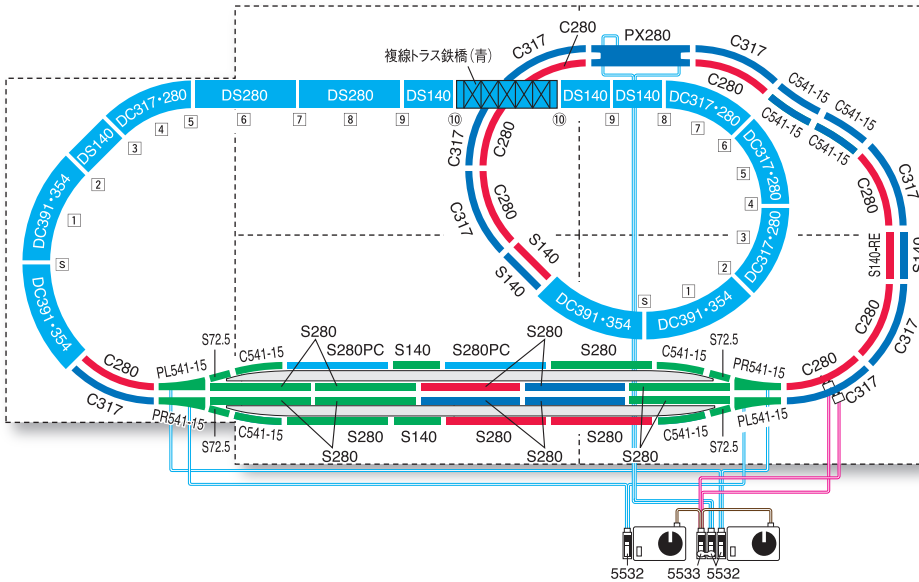 C280
PX280
C317
C317
複線トラス鉄橋(青)
C280
C541-15
C541-15
C541-15
C541-15
DS280
DS280
DS140
DS140
DS140
DC317・280
DC317・280
5
6
7
8
9
⑩
⑩
9
8
7
6
5
4
3
2
1
S
4
3
2
1
S
DS140
DC391・354
DC391・354
C317
C280
C317
C280
S140
S140
C280
C317
S140-RE
S140
DC317・280
DC391・354
DC391・354
C280
C317
C280
C317
C280
C317
PL541-15
PR541-15
S72.5
C541-15
S280
S280PC
S140
S280PC
S280
S280
C541-15
S72.5
PR541-15
PL541-15
S72.5
C541-15
S280
S280
S140
S280
S280
S280
S280
C541-15
S72.5
5532
5533
5532